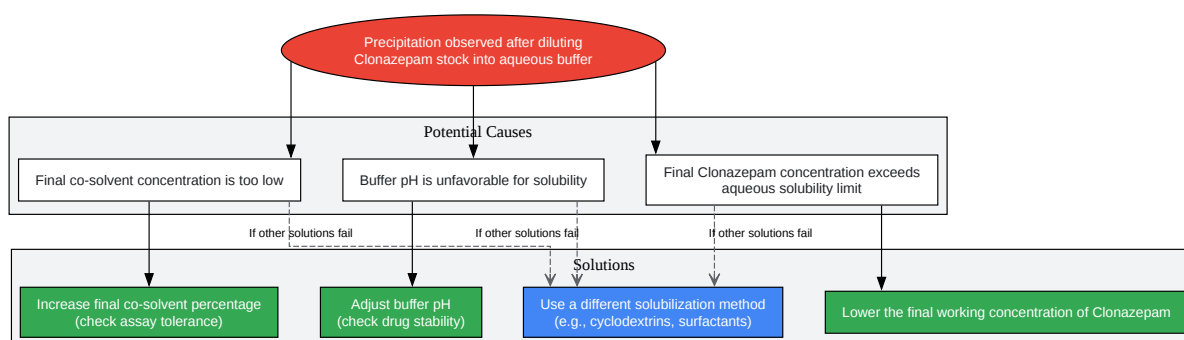 Precipitation observed after diluting
Clonazepam stock into aqueous buffer
Potential Causes
Final co-solvent concentration is too low
Buffer pH is unfavorable for solubility
Final Clonazepam concentration exceeds
aqueous solubility limit
If other solutions fail
If other solutions fail
If other solutions fail
Solutions
Increase final co-solvent percentage
(check assay tolerance)
Adjust buffer pH
(check drug stability)
Use a different solubilization method
(e.g., cyclodextrins, surfactants)
Lower the final working concentration of Clonazepam